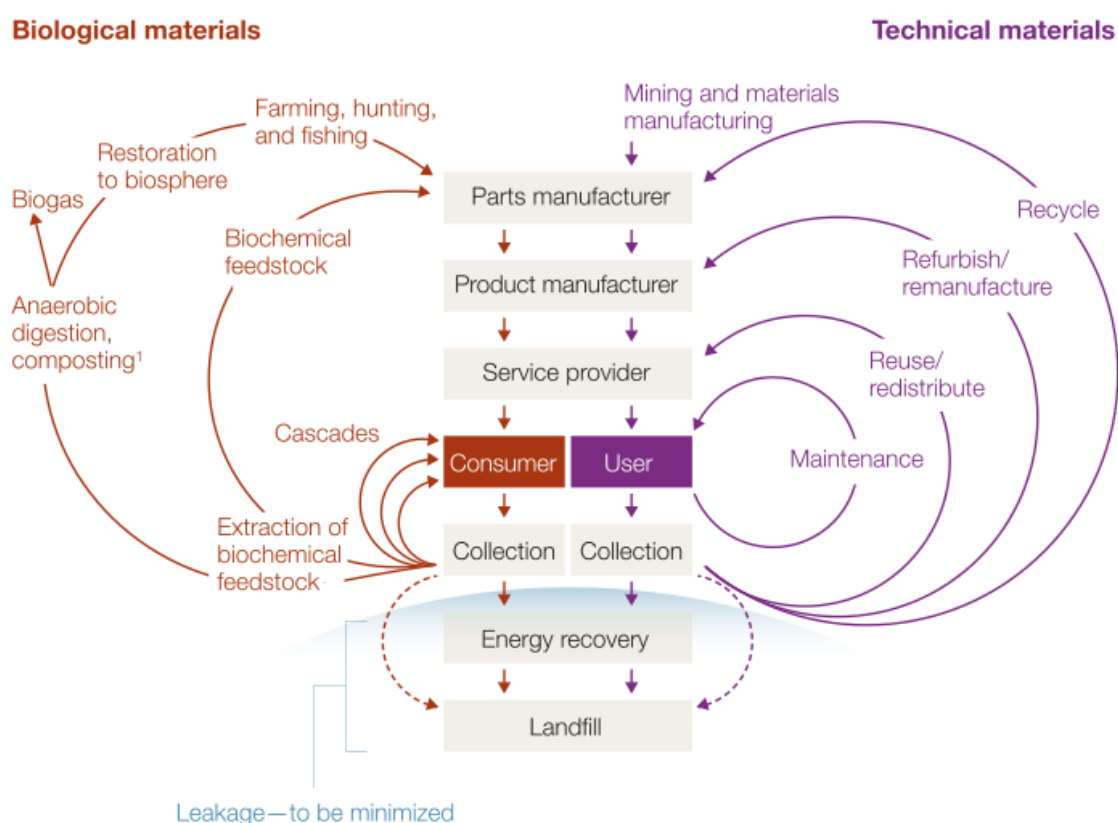 Biological materials
Technical materials
Farming, hunting,
and fishing
Mining and materials
manufacturing
Restoration
to biosphere
Biogas
Parts manufacturer
Recycle
Biochemical
feedstock
Refurbish/
remanufacture
Product manufacturer
Anaerobic
digestion,
composting¹
Service provider
Reuse/
redistribute
Cascades
Consumer
User
Maintenance
Extraction of
biochemical
feedstock
Collection
Collection
Energy recovery
Landfill
Leakage—to be minimized